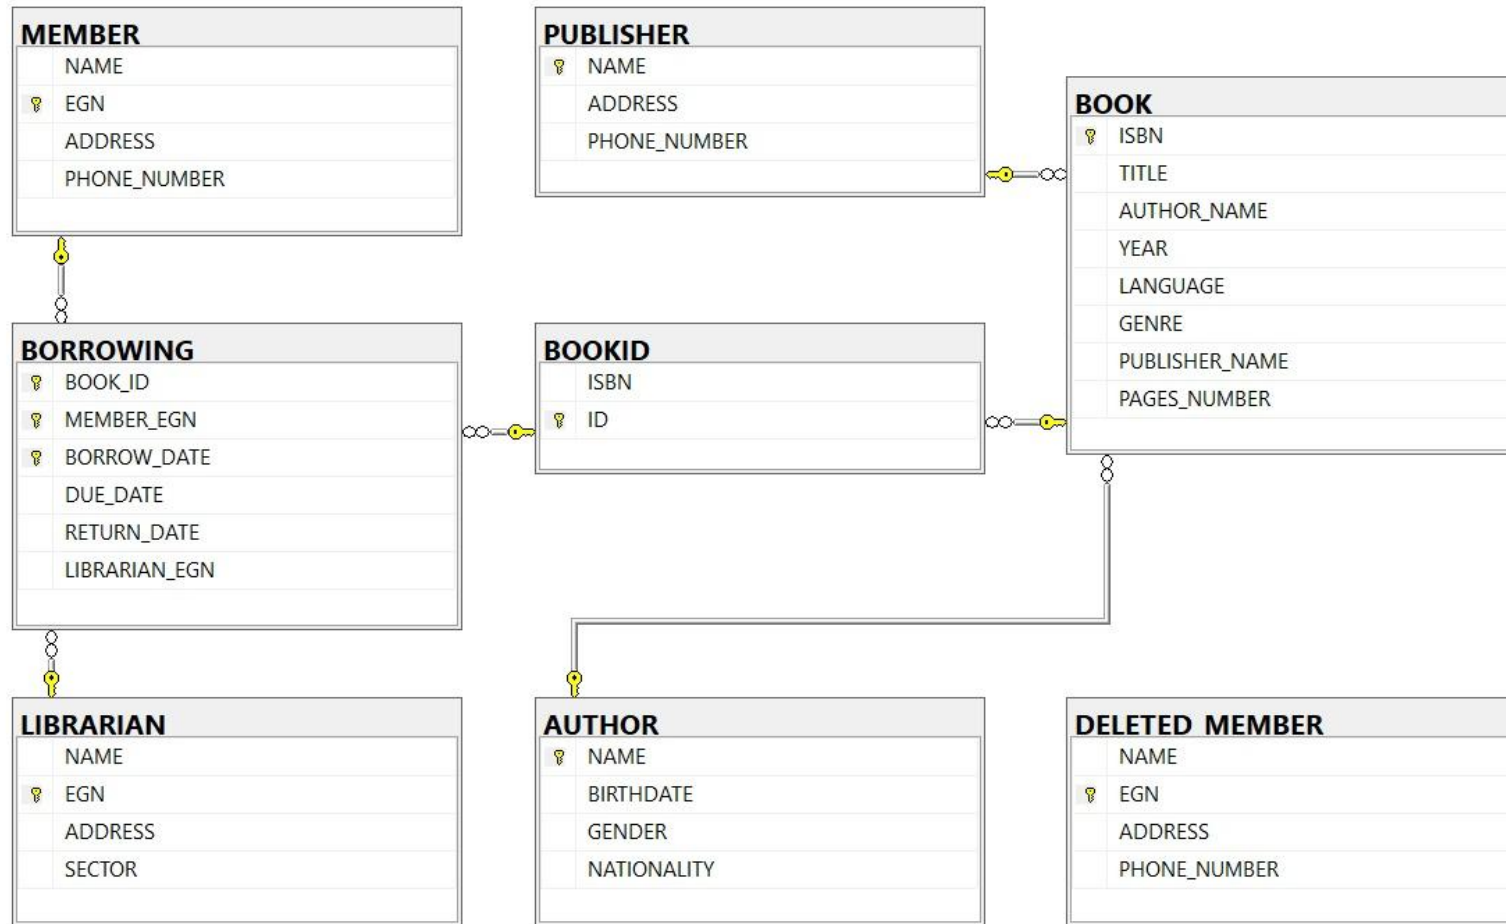 MEMBER
NAME
EGN
ADDRESS
PHONE_NUMBER
PUBLISHER
NAME
ADDRESS
PHONE_NUMBER
BOOK
ISBN
TITLE
AUTHOR_NAME
YEAR
LANGUAGE
GENRE
PUBLISHER_NAME
PAGES_NUMBER
BORROWING
BOOK_ID
MEMBER_EGN
BORROW_DATE
DUE_DATE
RETURN_DATE
LIBRARIAN_EGN
BOOKID
ISBN
ID
LIBRARIAN
NAME
EGN
ADDRESS
SECTOR
AUTHOR
NAME
BIRTHDATE
GENDER
NATIONALITY
DELETED_MEMBER
NAME
EGN
ADDRESS
PHONE_NUMBER